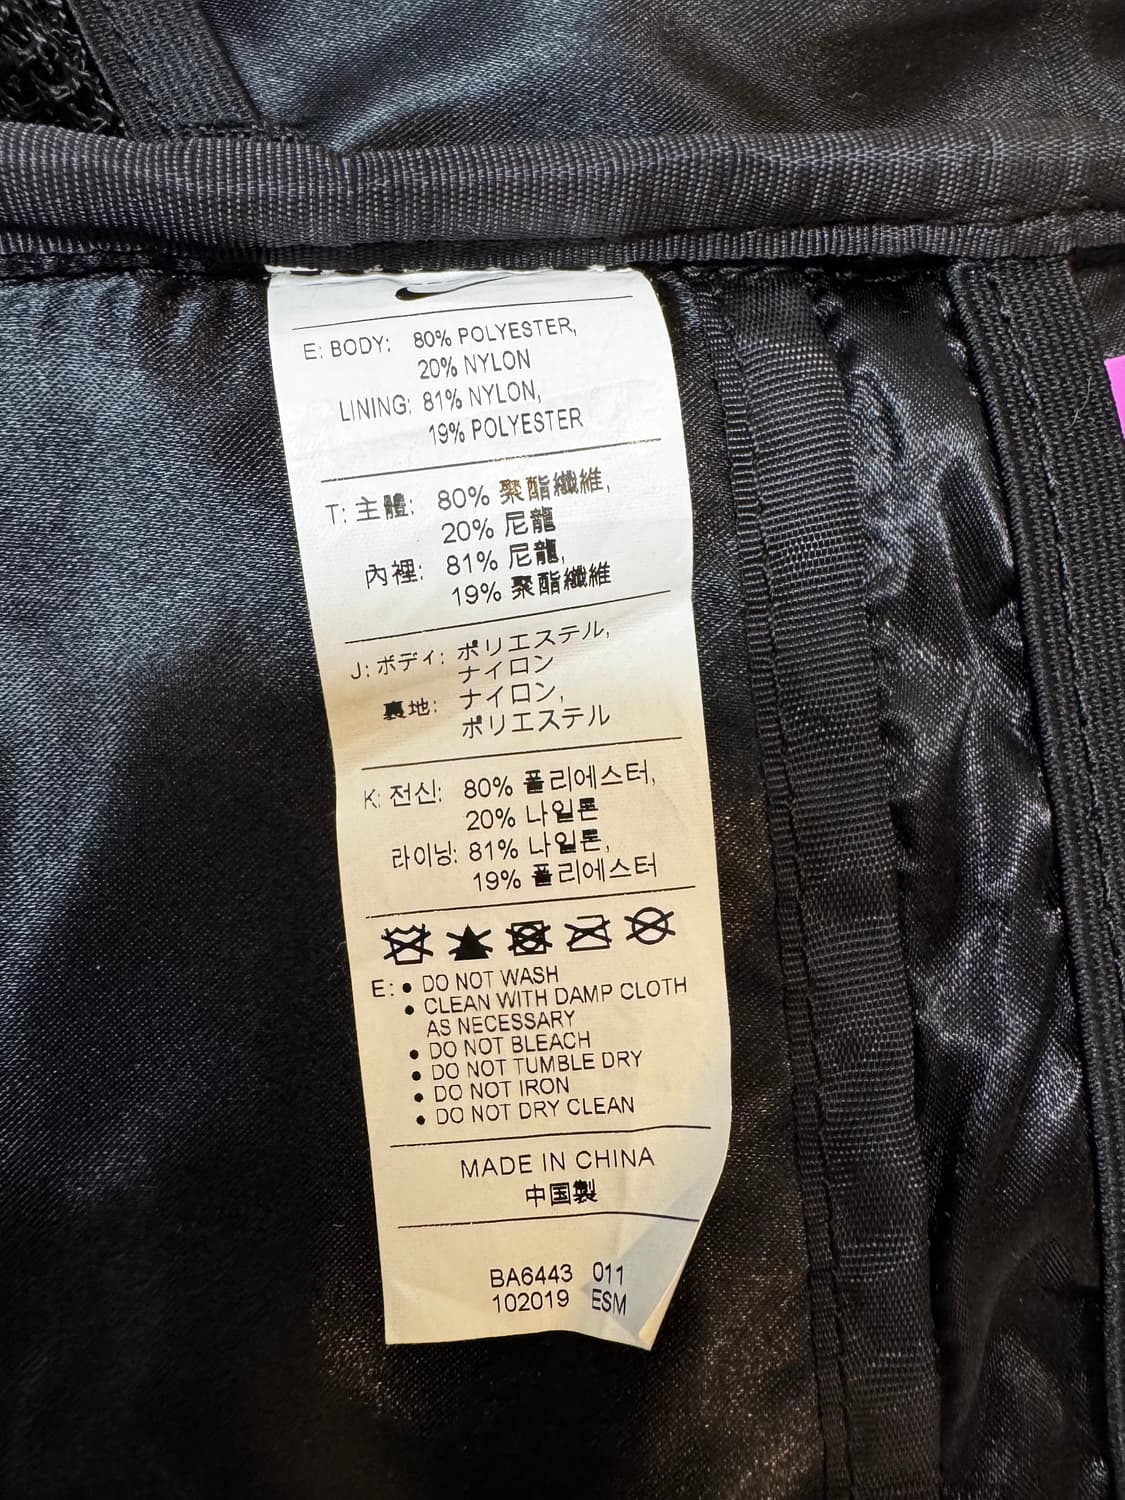 E: BODY: 80% POLYESTER,
20% NYLON
LINING: 81% NYLON,
19% POLYESTER
T: 主體: 80% 聚酯纖維,
20% 尼龍
內裡: 81% 尼龍,
19% 聚酯纖維
J: ボディ: ポリエステル,
ナイロン
裏地: ナイロン,
ポリエステル
K: 전신: 80% 폴리에스터,
20% 나일론
라이닝: 81% 나일론,
19% 폴리에스터
E: • DO NOT WASH
• CLEAN WITH DAMP CLOTH
AS NECESSARY
• DO NOT BLEACH
• DO NOT TUMBLE DRY
• DO NOT IRON
• DO NOT DRY CLEAN
MADE IN CHINA
中国製
BA6443 011
102019 ESM